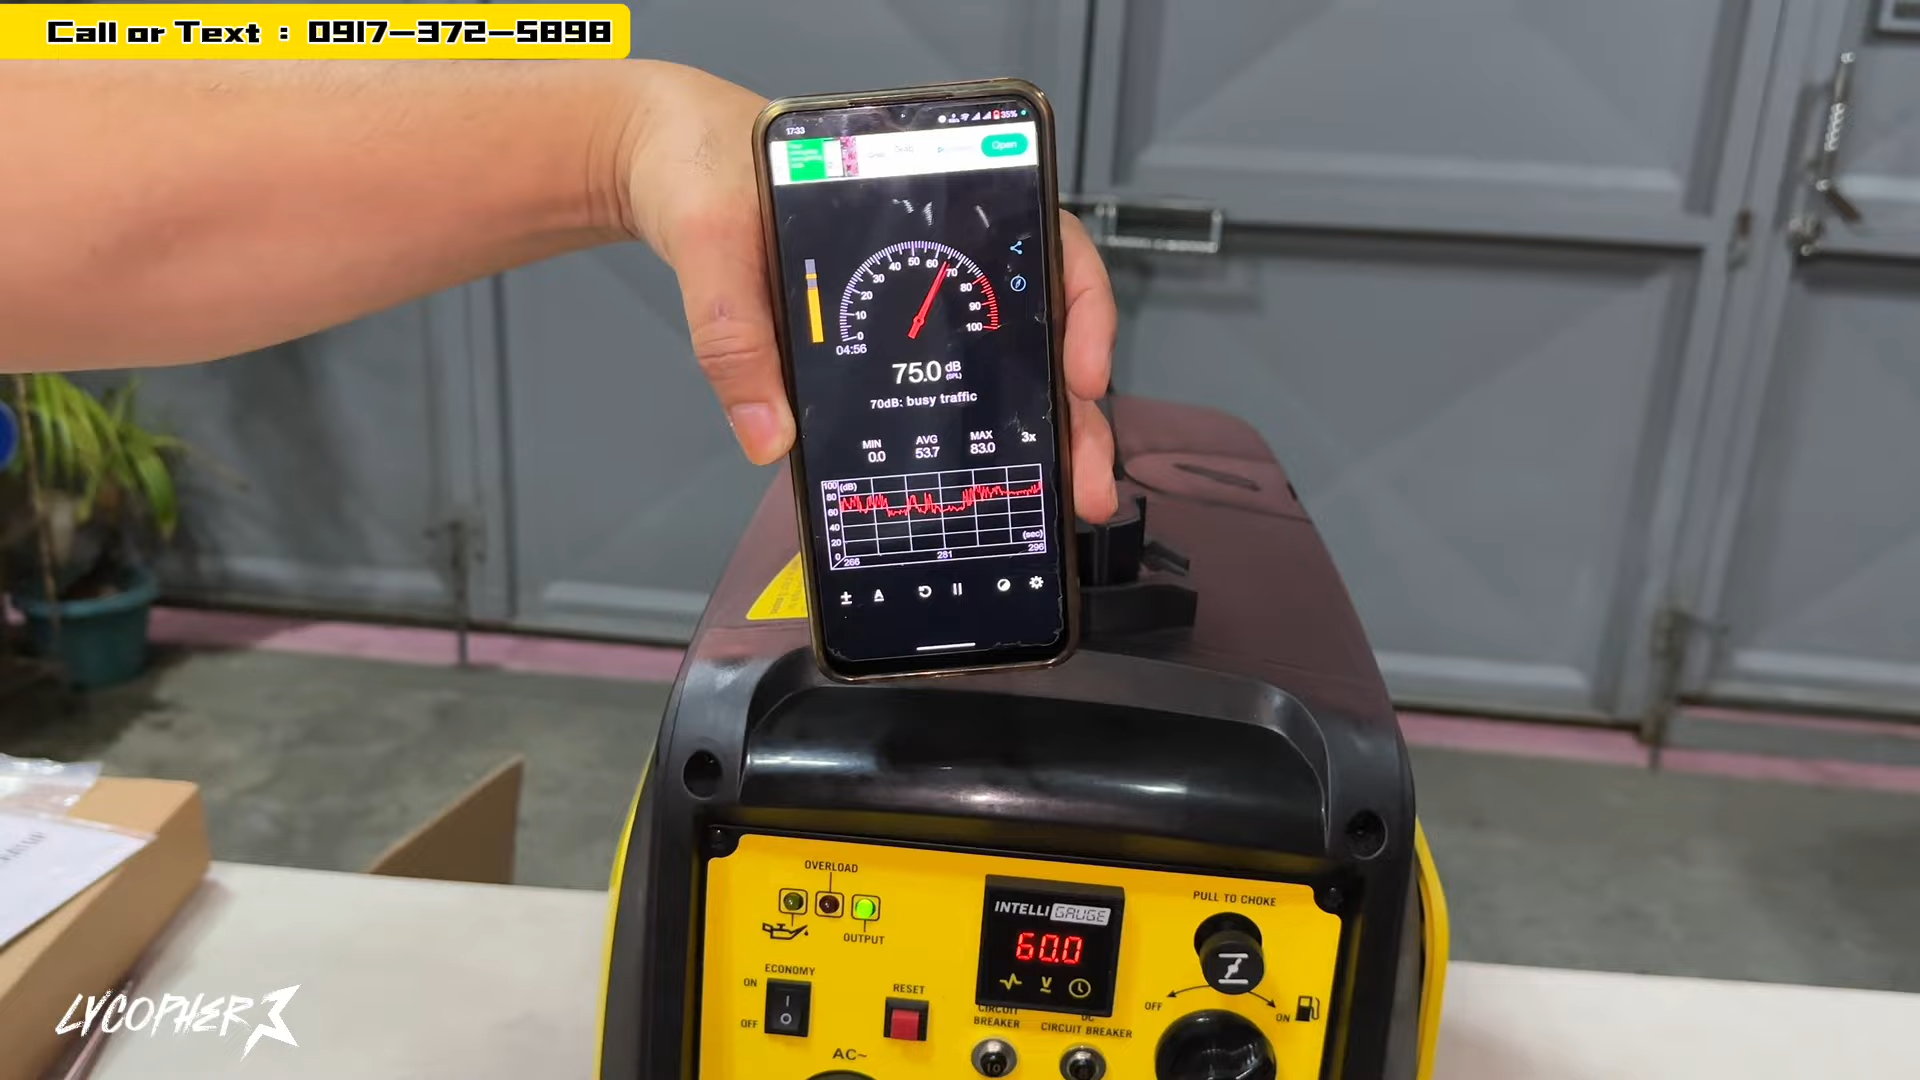 Call or Text : 0917-372-5898
17:33
35%
Open
0
10
20
30
40
50
60
70
80
90
100
04:56
75.0 dB
(SPL)
70dB: busy traffic
MIN
0.0
AVG
53.7
MAX
83.0
3x
100 (dB)
80
60
40
20
0
(sec)
266
281
296
OVERLOAD
OUTPUT
INTELLI GAUGE
60.0
V
PULL TO CHOKE
OFF
ON
ECONOMY
ON
OFF
RESET
CIRCUIT
BREAKER
DC
CIRCUIT BREAKER
AC~
10
LYCOPHER